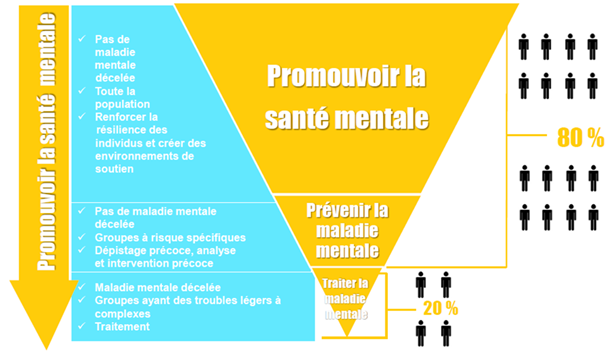 Promouvoir la santé mentale
✓ Pas de
maladie
mentale
décelée
✓ Toute la
population
✓ Renforcer la
résilience des
individus et créer des
environnements de
soutien
Promouvoir la
santé mentale
80 %
✓ Pas de maladie mentale
décelée
✓ Groupes à risque spécifiques
✓ Dépistage précoce, analyse
et intervention précoce
Prévenir la
maladie
mentale
✓ Maladie mentale décelée
✓ Groupes ayant des troubles légers à
complexes
✓ Traitement
Traiter la
maladie
mentale
20 %